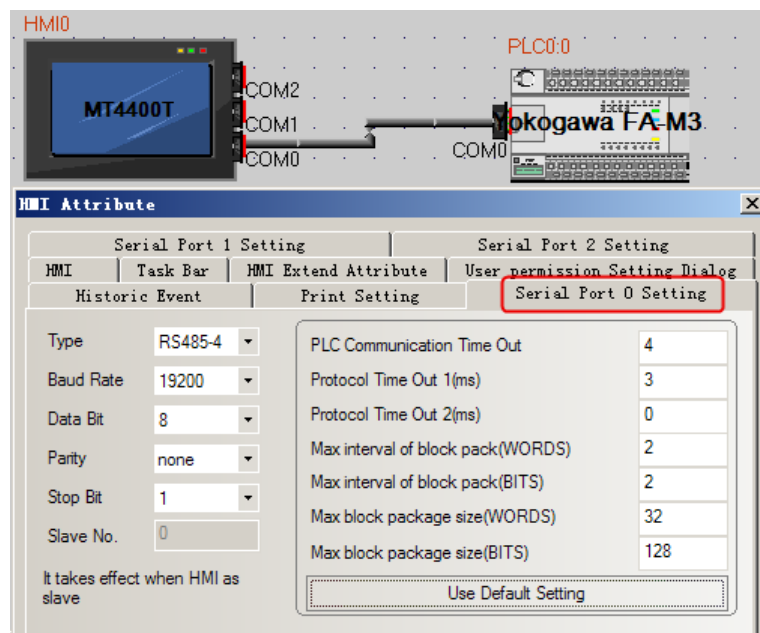 HMI0
PLC0:0
COM2
MT4400T
COM1
Yokogawa FA-M3
COM0
COM0
HMI Attribute
Serial Port 1 Setting
Serial Port 2 Setting
HMI
Task Bar
HMI Extend Attribute
User permission Setting Dialog
Historic Event
Print Setting
Serial Port 0 Setting
Type
RS485-4
Baud Rate
19200
Data Bit
8
Parity
none
Stop Bit
1
Slave No.
0
It takes effect when HMI as
slave
PLC Communication Time Out
4
Protocol Time Out 1(ms)
3
Protocol Time Out 2(ms)
0
Max interval of block pack(WORDS)
2
Max interval of block pack(BITS)
2
Max block package size(WORDS)
32
Max block package size(BITS)
128
Use Default Setting